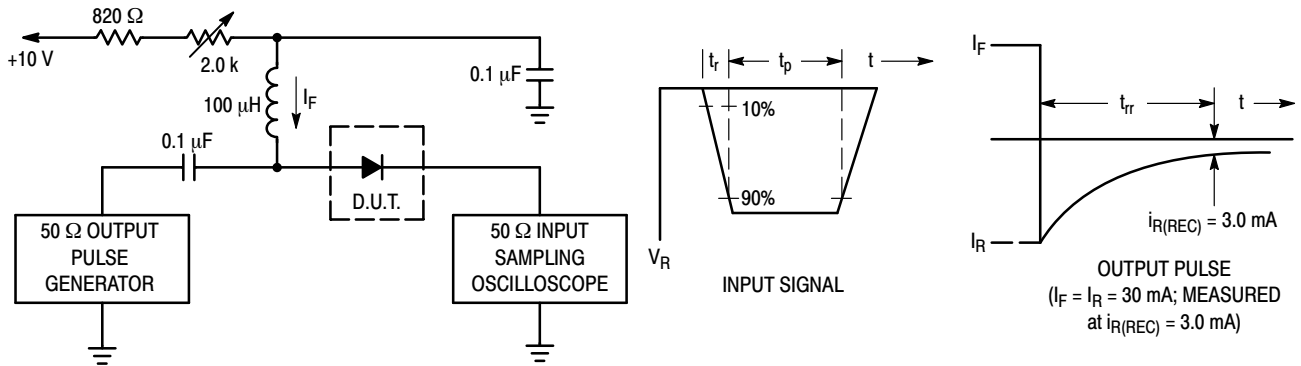 820 Ω
+10 V
2.0 k
100 μH
I_F
0.1 μF
0.1 μF
D.U.T.
50 Ω OUTPUT
PULSE
GENERATOR
50 Ω INPUT
SAMPLING
OSCILLOSCOPE
t_r
t_p
t
10%
90%
V_R
INPUT SIGNAL
I_F
t_rr
t
i_R(REC) = 3.0 mA
I_R
OUTPUT PULSE
(I_F = I_R = 30 mA; MEASURED
at i_R(REC) = 3.0 mA)